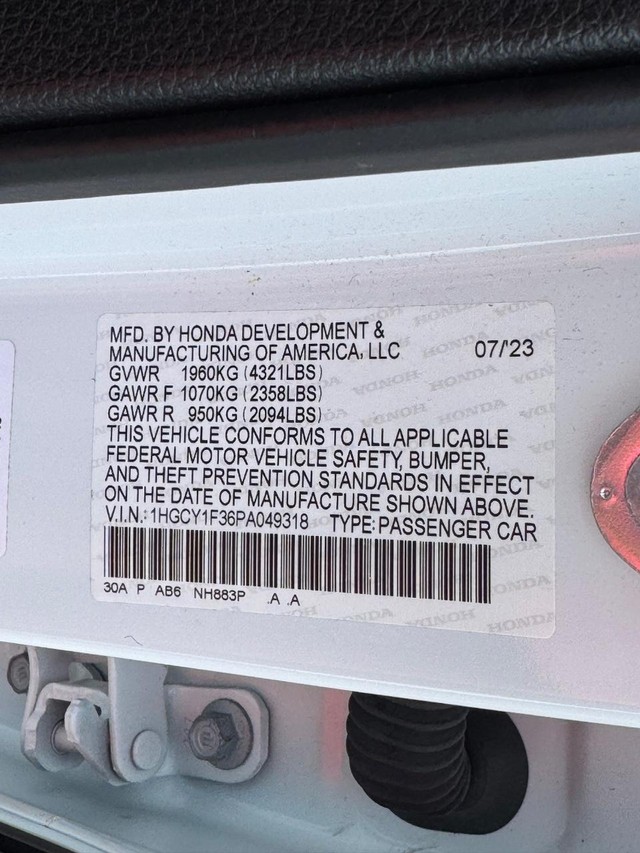 MFD. BY HONDA DEVELOPMENT &
MANUFACTURING OF AMERICA, LLC 07/'23
GVWR 1960KG (4321LBS)
GAWR F 1070KG (2358LBS)
GAWR R 950KG (2094LBS)
THIS VEHICLE CONFORMS TO ALL APPLICABLE
FEDERAL MOTOR VEHICLE SAFETY, BUMPER,
AND THEFT PREVENTION STANDARDS IN EFFECT
ON THE DATE OF MANUFACTURE SHOWN ABOVE.
V.I.N.: 1HGCY1F36PA049318 TYPE: PASSENGER CAR
30A P AB6 NH883P .A .A